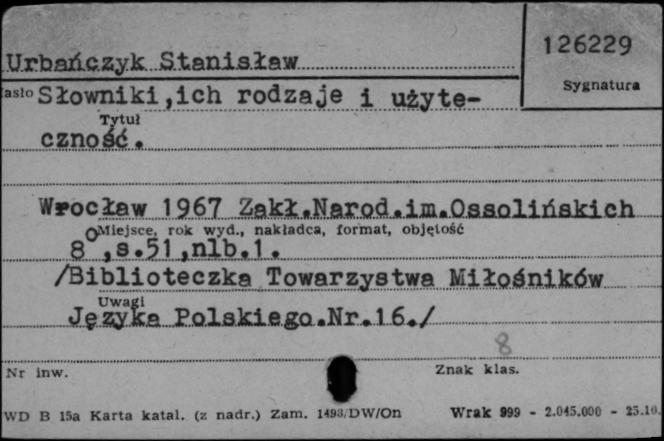 Urbańczyk Stanisław
126229
Sygnatura
asło Słowniki,ich rodzaje i użyte-
Tytuł
czność.
Wrocław 1967 Zakł.Narod.im.Ossolińskich
Miejsce, rok wyd., nakładca, format, objętość
8°,s.51,nlb.1.
/Biblioteczka Towarzystwa Miłośników
Uwagi
Języka Polskiego.Nr.16./
8
Nr inw.
Znak klas.
WD B 15a Karta katal. (z nadr.) Zam. 1493/DW/On
Wrak 999 - 2.045.000 - 25.10.